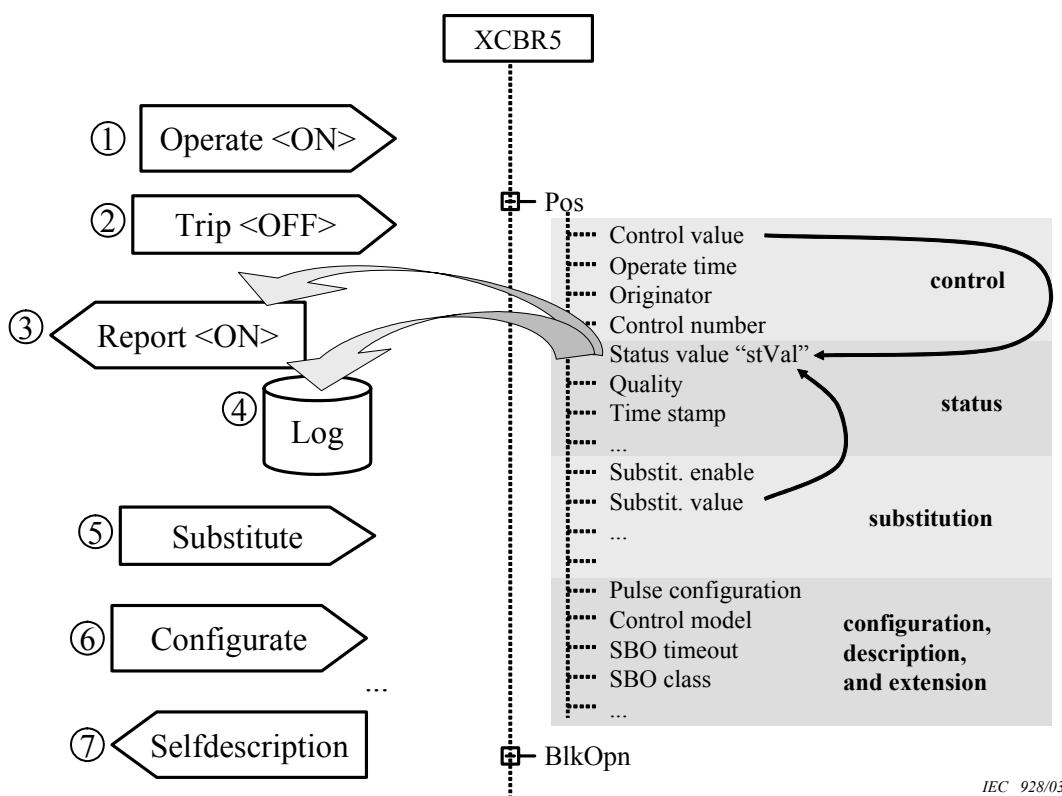 XCBR5
① Operate <ON>
② Trip <OFF>
③ Report <ON>
④ Log
⑤ Substitute
⑥ Configurate
...
⑦ Selfdescription
Pos
Control value
Operate time
Originator
Control number
control
Status value “stVal”
Quality
Time stamp
...
status
Substit. enable
Substit. value
...
substitution
Pulse configuration
Control model
SBO timeout
SBO class
...
configuration,
description,
and extension
BlkOpn
IEC 928/03